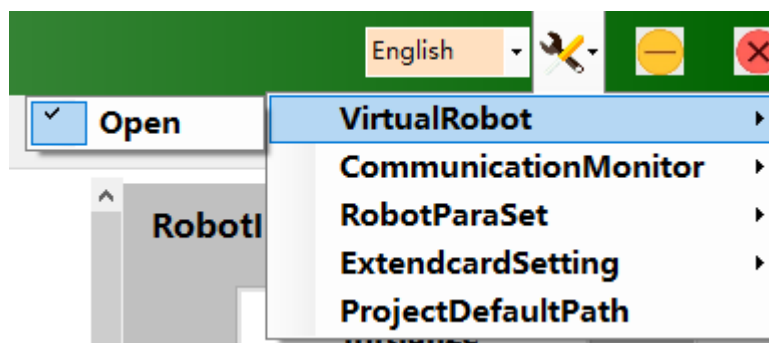 English
Open
VirtualRobot
CommunicationMonitor
RobotParaSet
ExtendcardSetting
ProjectDefaultPath